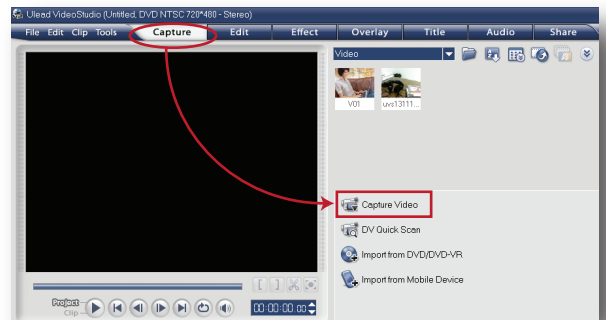 Ulead VideoStudio (Untitled, DVD NTSC 720*480 - Stereo)
File Edit Clip Tools Capture Edit Effect Overlay Title Audio Share
Video
V01 uvs13111...
Capture Video
DV Quick Scan
Import from DVD/DVD-VR
Import from Mobile Device
Project
Clip
00:00:00.00